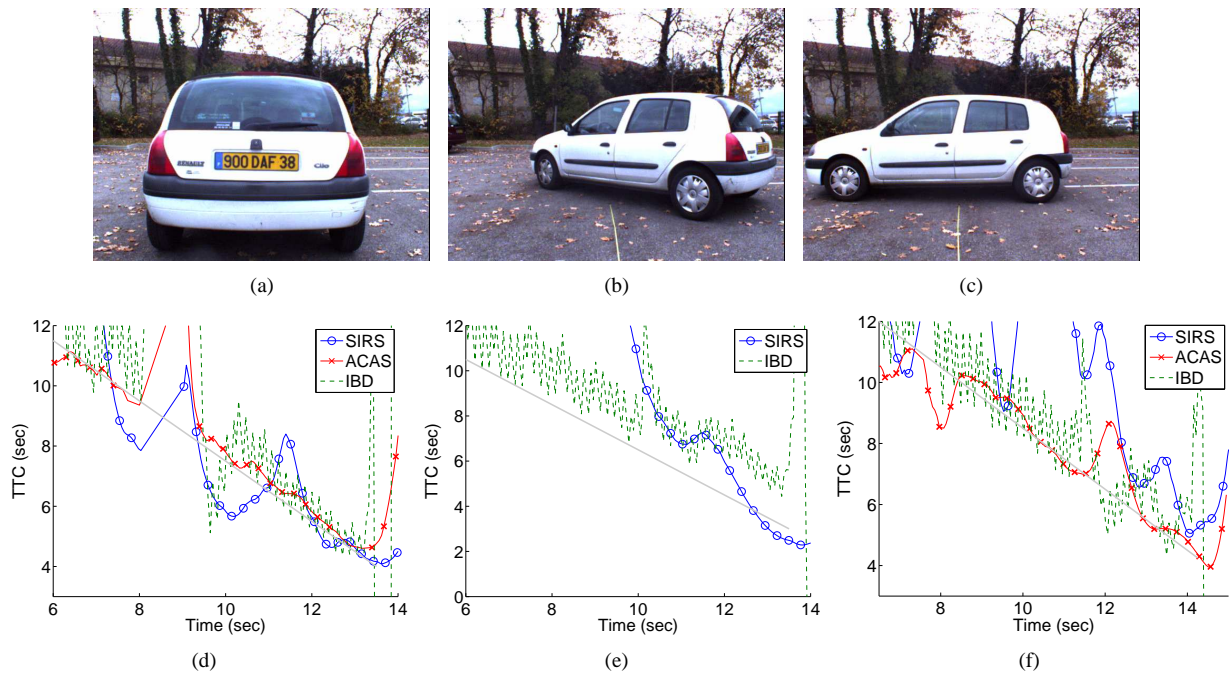 RENAULT
900 DAF 38
Clio
(a)
(b)
(c)
12
10
8
6
4
TTC (sec)
6
8
10
12
14
Time (sec)
SIRS
ACAS
IBD
(d)
12
10
8
6
4
2
0
TTC (sec)
6
8
10
12
14
Time (sec)
SIRS
IBD
(e)
12
10
8
6
4
TTC (sec)
8
10
12
14
Time (sec)
SIRS
ACAS
IBD
(f)